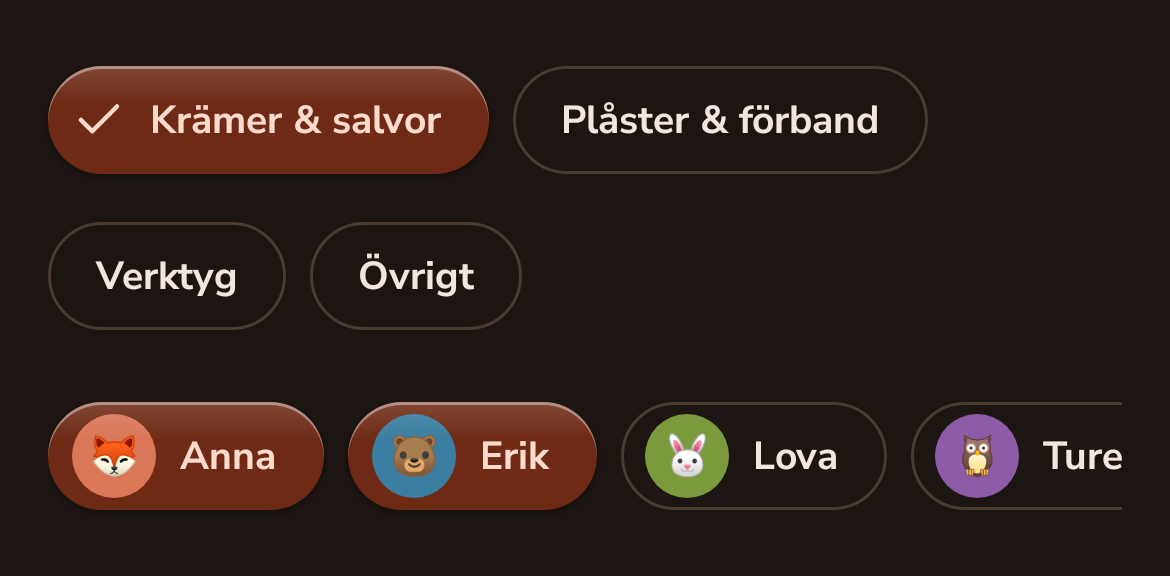 Krämer & salvor Plåster & förband
Verktyg Övrigt
Anna Erik Lova Ture